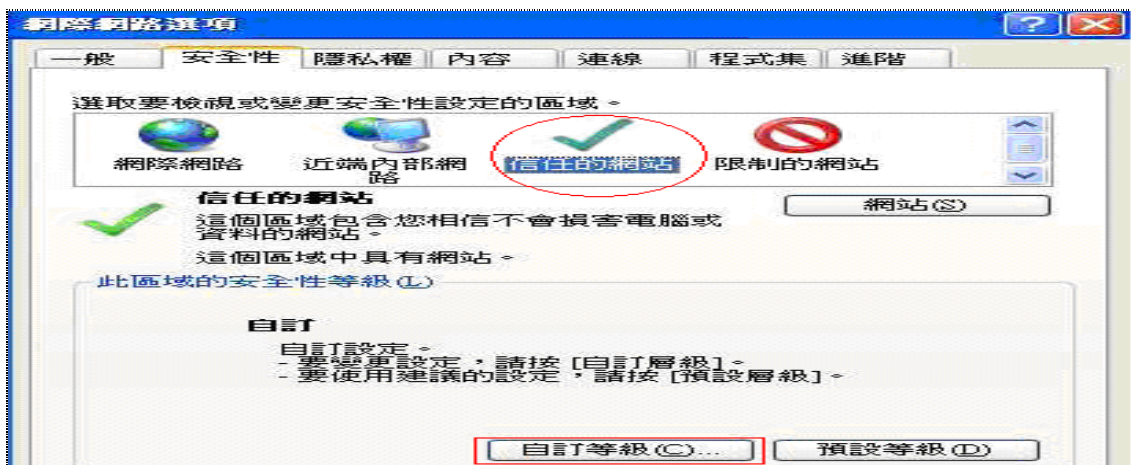 網際網路選項
一般 安全性 隱私權 內容 連線 程式集 進階
選取要檢視或變更安全性設定的區域。
網際網路 近端內部網路 信任的網站 限制的網站
信任的網站
網站(S)
這個區域包含您相信不會損害電腦或
資料的網站。
這個區域中具有網站。
此區域的安全性等級(L)
自訂
自訂設定。
- 要變更設定，請按 [自訂層級]。
- 要使用建議的設定，請按 [預設層級]。
自訂等級(C)... 預設等級(D)